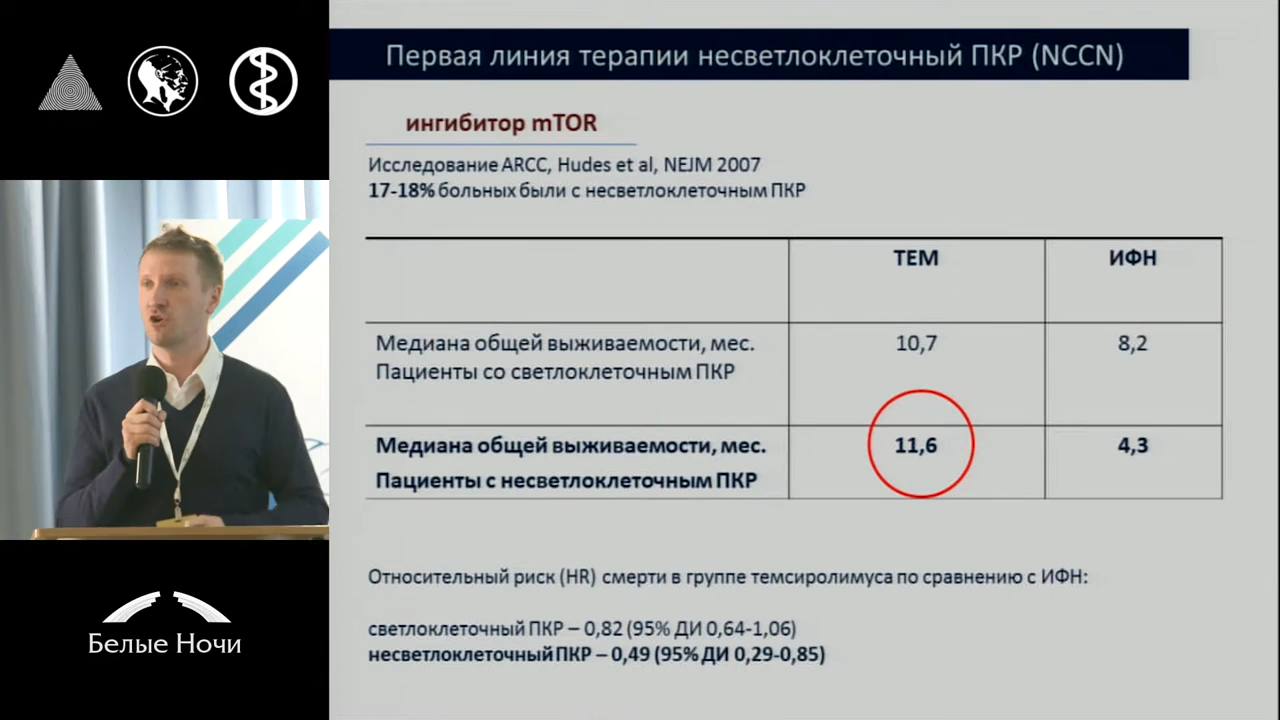 Первая линия терапии несветлоклеточный ПКР (NCCN)
ингибитор mTOR
Исследование ARCC, Hudes et al, NEJM 2007
17-18% больных были с несветлоклеточным ПКР
ТЕМ
ИФН
Медиана общей выживаемости, мес.
Пациенты со светлоклеточным ПКР
10,7
8,2
Медиана общей выживаемости, мес.
Пациенты с несветлоклеточным ПКР
11,6
4,3
Относительный риск (HR) смерти в группе темсиролимуса по сравнению с ИФН:
светлоклеточный ПКР – 0,82 (95% ДИ 0,64-1,06)
несветлоклеточный ПКР – 0,49 (95% ДИ 0,29-0,85)
Белые Ночи